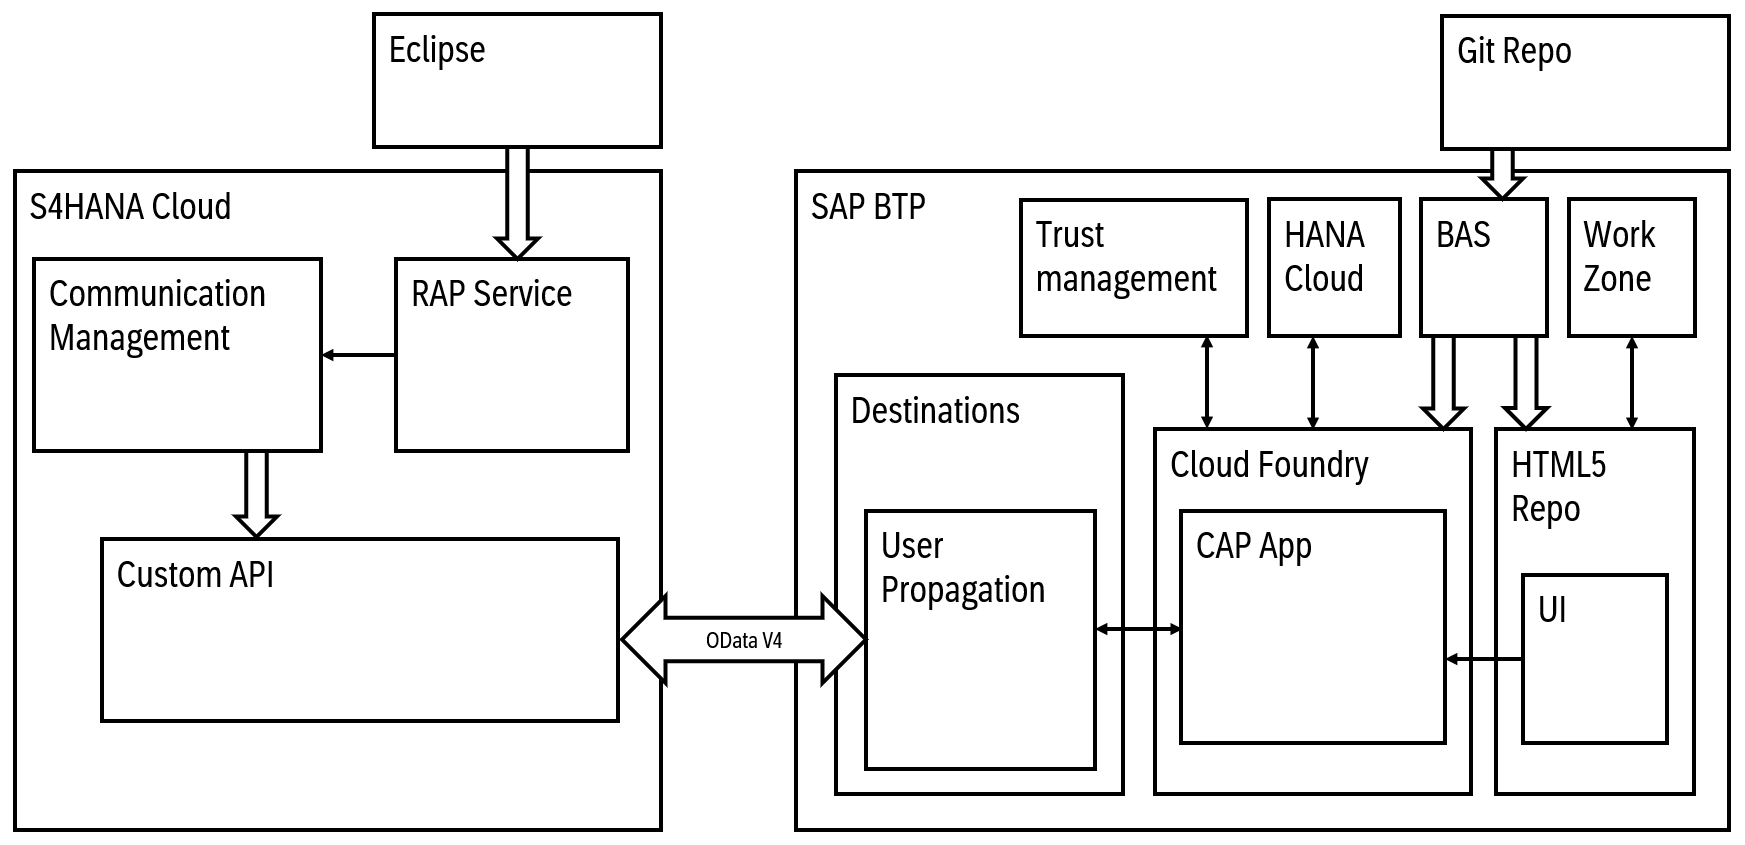 Eclipse
Git Repo
S4HANA Cloud
Communication
Management
RAP Service
Custom API
OData V4
SAP BTP
Trust
management
HANA
Cloud
BAS
Work
Zone
Destinations
User
Propagation
Cloud Foundry
CAP App
HTML5
Repo
UI